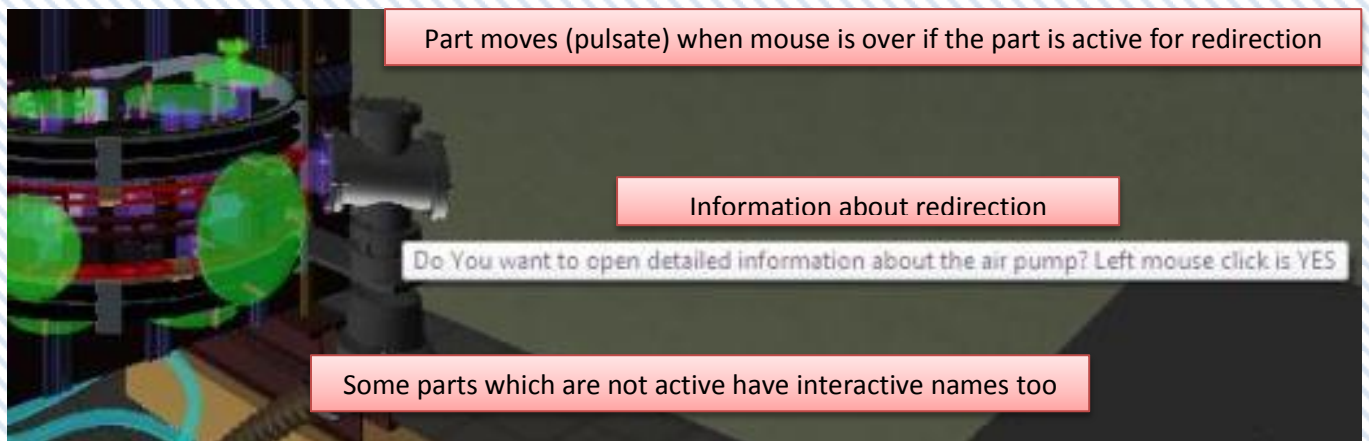 Part moves (pulsate) when mouse is over if the part is active for redirection
Information about redirection
Do You want to open detailed information about the air pump? Left mouse click is YES
Some parts which are not active have interactive names too